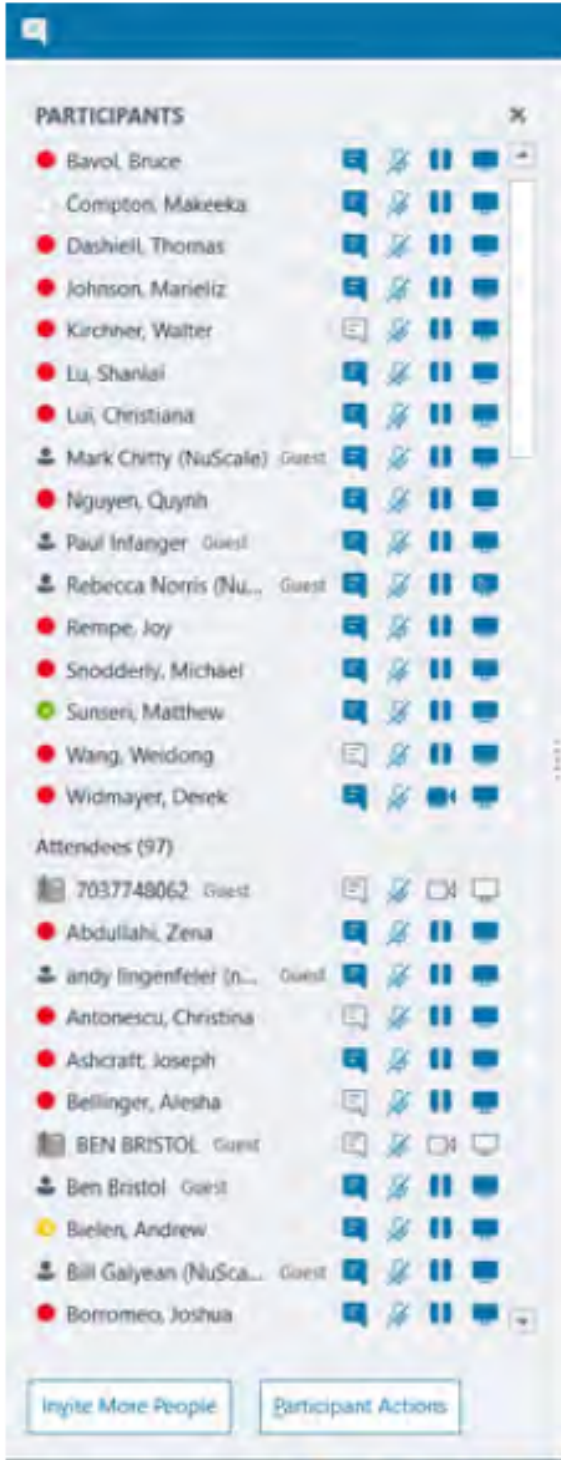 PARTICIPANTS
Bavol, Bruce
Compton, Makeeka
Dashiell, Thomas
Johnson, Marieliz
Kirchner, Walter
Lu, Shanlai
Lui, Christiana
Mark Chitty (NuScale) Guest
Nguyen, Quynh
Paul Infanger Guest
Rebecca Norris (Nu... Guest
Rempe, Joy
Snodderly, Michael
Sunseri, Matthew
Wang, Weidong
Widmayer, Derek
Attendees (97)
7037748062 Guest
Abdullahi, Zena
andy lingenfeler (n... Guest
Antonescu, Christina
Ashcraft, Joseph
Bellinger, Alesha
BEN BRISTOL Guest
Ben Bristol Guest
Bielen, Andrew
Bill Galyean (NuSca... Guest
Borromeo, Joshua
Invite More People
Participant Actions